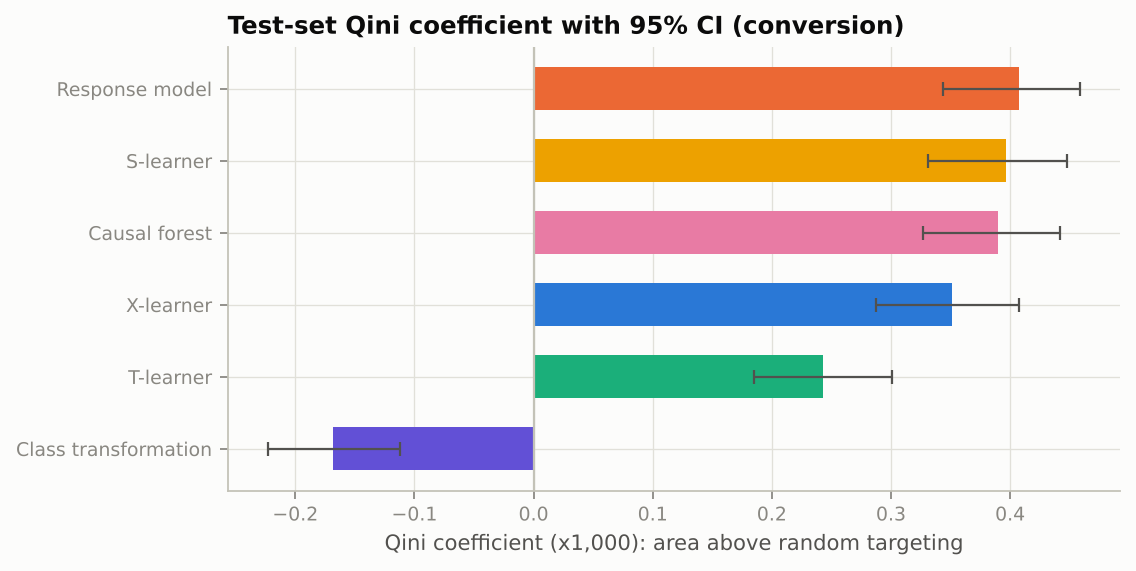 Test-set Qini coefficient with 95% CI (conversion)
Response model
S-learner
Causal forest
X-learner
T-learner
Class transformation
−0.2 −0.1 0.0 0.1 0.2 0.3 0.4
Qini coefficient (x1,000): area above random targeting